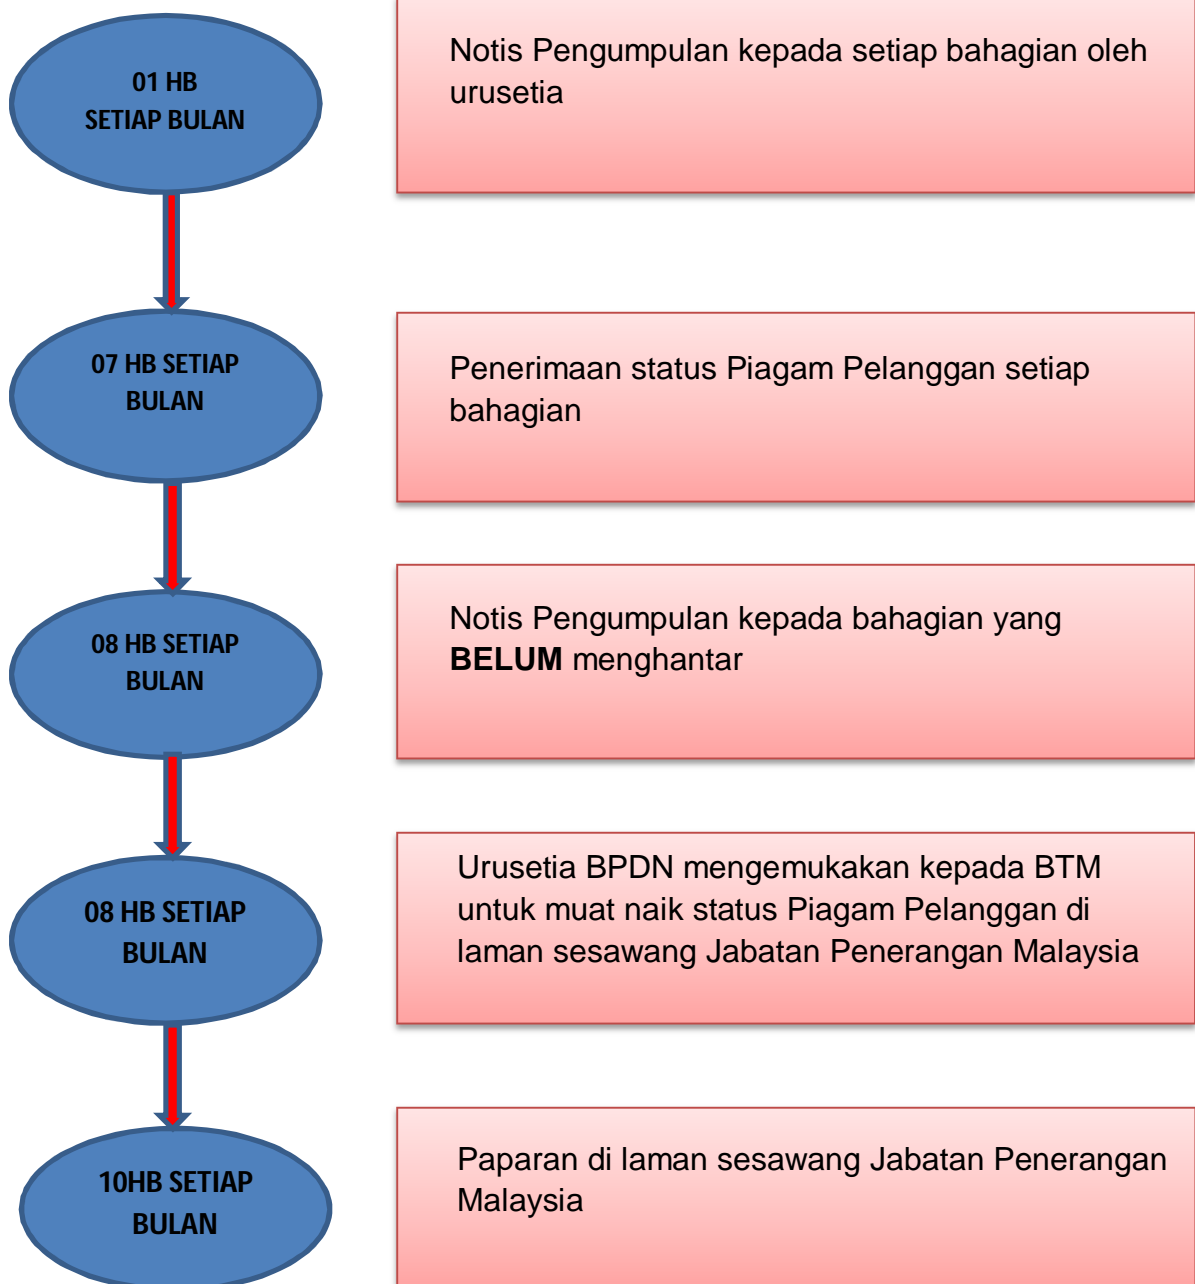 01 HB
SETIAP BULAN
Notis Pengumpulan kepada setiap bahagian oleh
urusetia
07 HB SETIAP
BULAN
Penerimaan status Piagam Pelanggan setiap
bahagian
08 HB SETIAP
BULAN
Notis Pengumpulan kepada bahagian yang
BELUM menghantar
08 HB SETIAP
BULAN
Urusetia BPDN mengemukakan kepada BTM
untuk muat naik status Piagam Pelanggan di
laman sesawang Jabatan Penerangan Malaysia
10HB SETIAP
BULAN
Paparan di laman sesawang Jabatan Penerangan
Malaysia